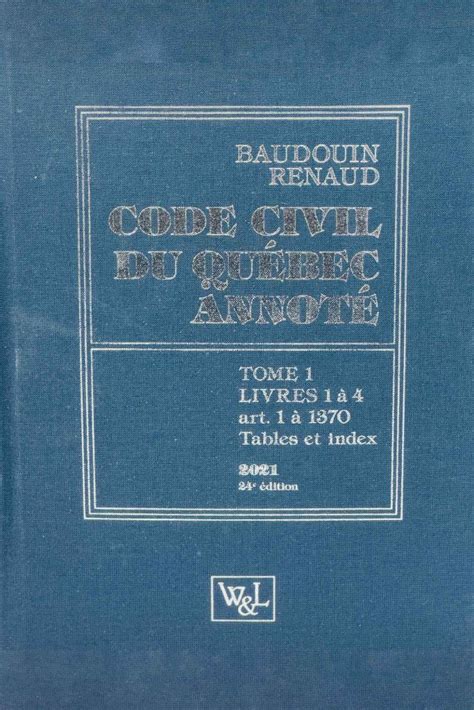 BAUDOUIN
RENAUD
CODE CIVIL
DU QUÉBEC
ANNOTÉ
TOME 1
LIVRES 1 à 4
art. 1 à 1370
Tables et index
2021
24e édition
W&L